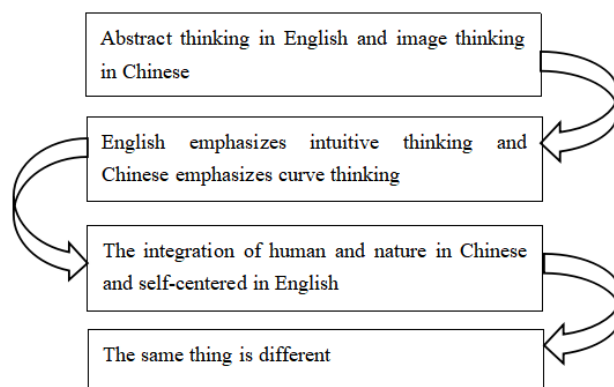 Abstract thinking in English and image thinking
in Chinese
English emphasizes intuitive thinking and
Chinese emphasizes curve thinking
The integration of human and nature in Chinese
and self-centered in English
The same thing is different